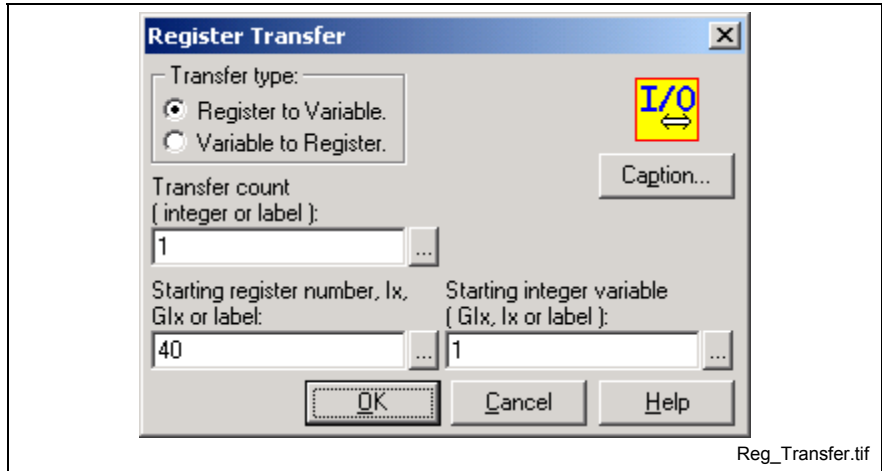 Register Transfer
Transfer type:
Register to Variable.
Variable to Register.
I/O
Caption...
Transfer count
( integer or label ):
1
...
Starting register number, Ix,
GIx or label:
40
...
Starting integer variable
( GIx, Ix or label ):
1
...
OK
Cancel
Help
Reg_Transfer.tif